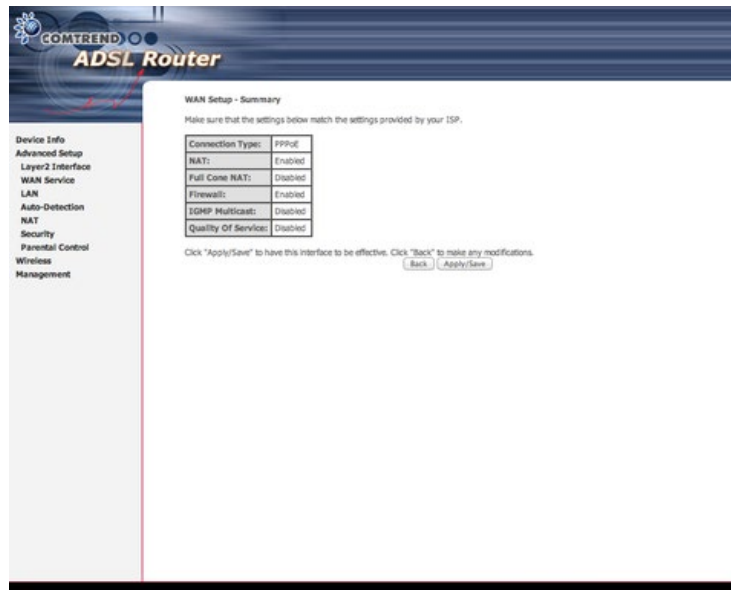 COMTREND
ADSL Router
Device Info
Advanced Setup
Layer2 Interface
WAN Service
LAN
Auto-Detection
NAT
Security
Parental Control
Wireless
Management
WAN Setup - Summary
Make sure that the settings below match the settings provided by your ISP.
Connection Type: PPPoE
NAT: Enabled
Full Cone NAT: Disabled
Firewall: Enabled
IGMP Multicast: Disabled
Quality Of Service: Disabled
Click "Apply/Save" to have this interface to be effective. Click "Back" to make any modifications.
Back Apply/Save